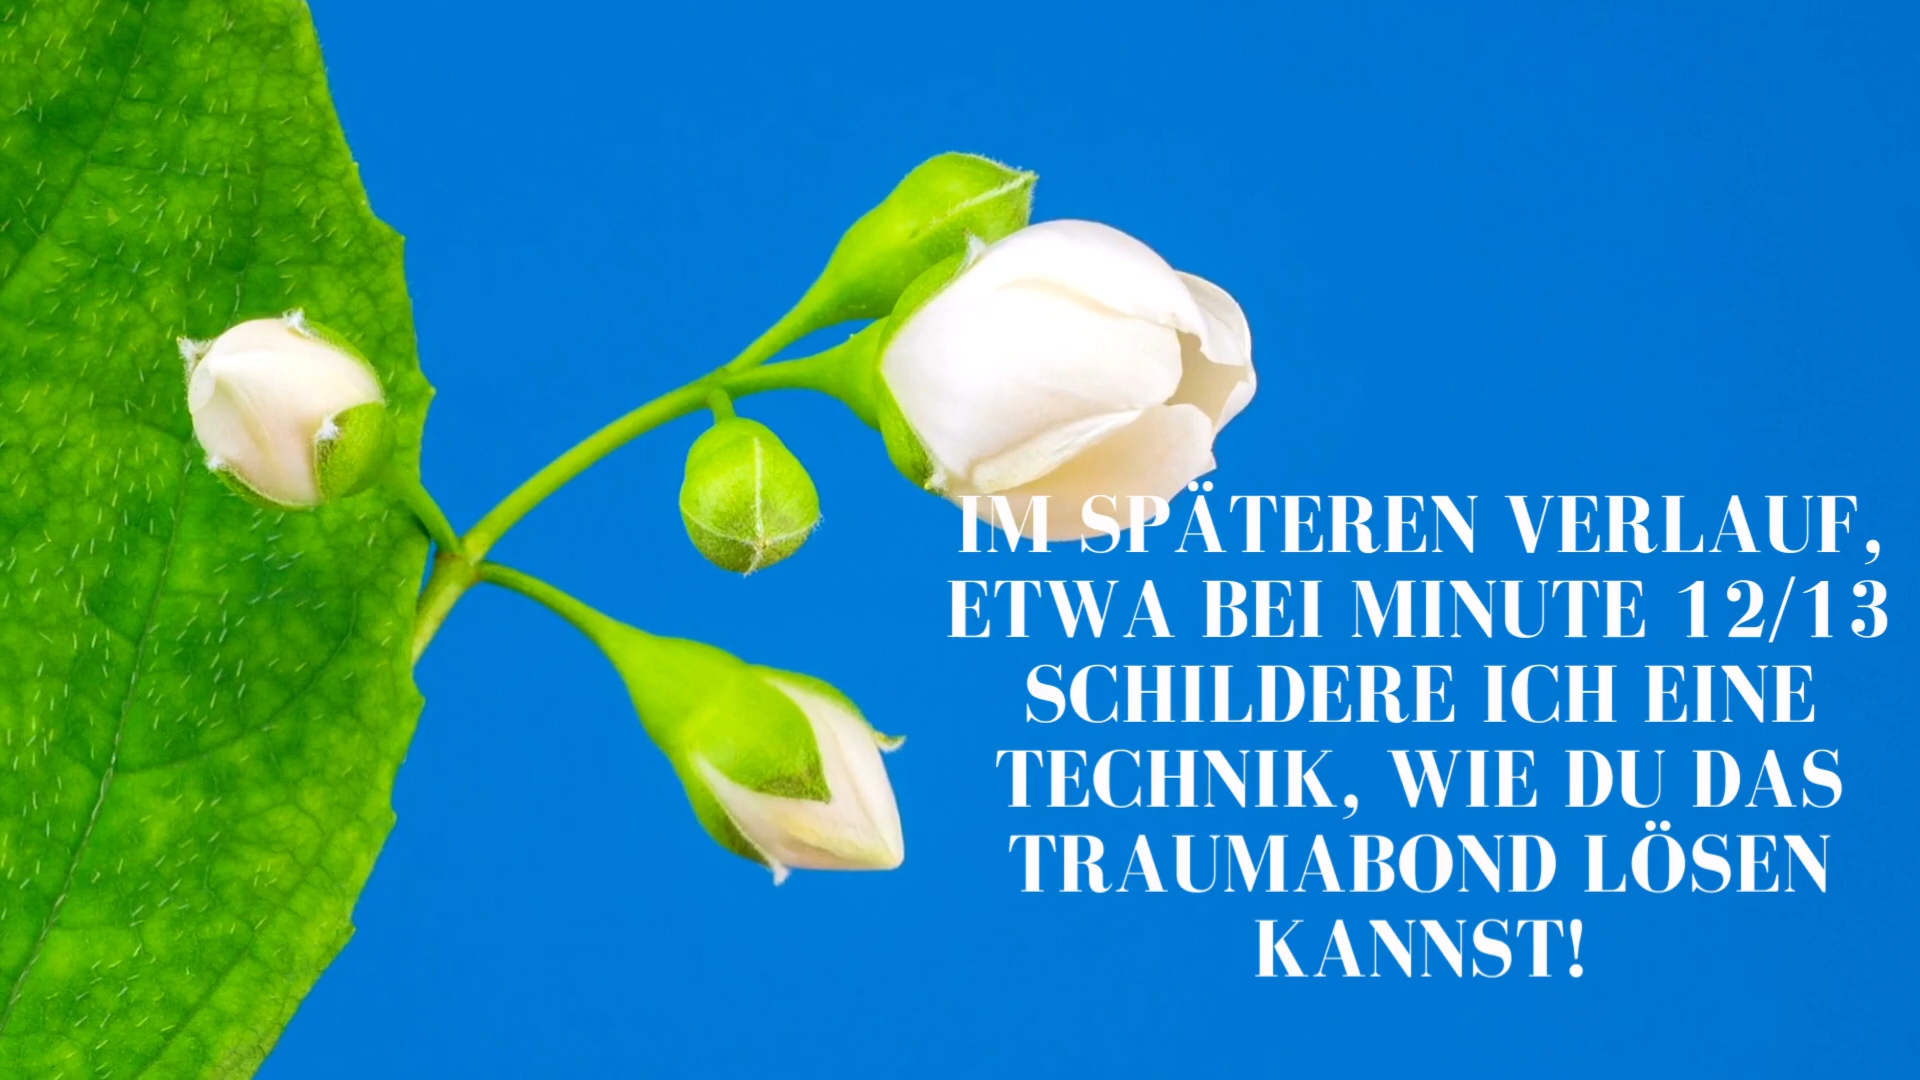 IM SPÄTEREN VERLAUF,
ETWA BEI MINUTE 12/13
SCHILDERE ICH EINE
TECHNIK, WIE DU DAS
TRAUMABOND LÖSEN
KANNST!